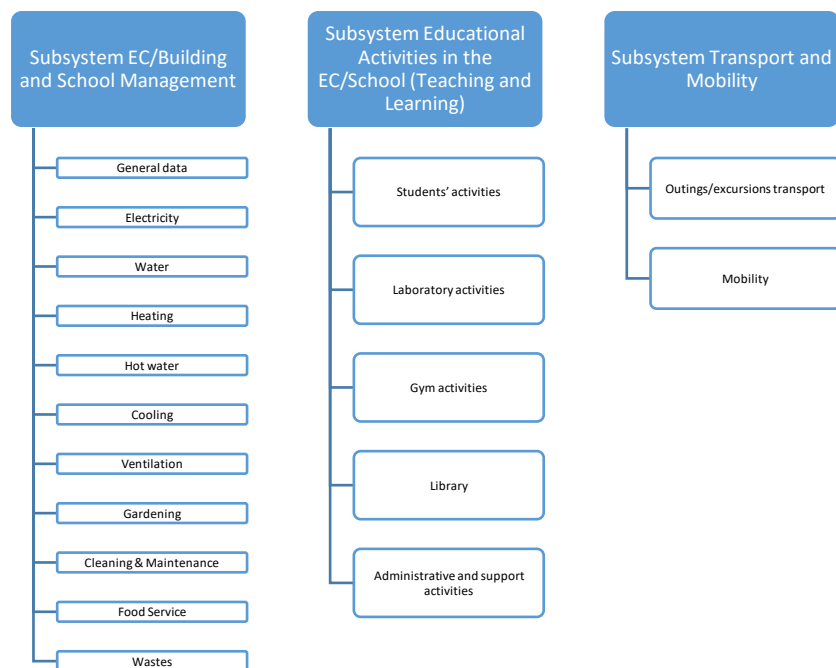 Subsystem EC/Building
and School Management
General data
Electricity
Water
Heating
Hot water
Cooling
Ventilation
Gardening
Cleaning & Maintenance
Food Service
Wastes
Subsystem Educational
Activities in the
EC/School (Teaching and
Learning)
Students’ activities
Laboratory activities
Gym activities
Library
Administrative and support
activities
Subsystem Transport and
Mobility
Outings/excursions transport
Mobility